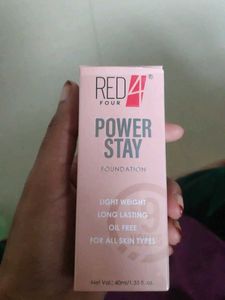 RED 4®
FOUR
POWER
STAY
FOUNDATION
LIGHT WEIGHT
LONG LASTING
OIL FREE
FOR ALL SKIN TYPES
Net Vol.: 40ml/1.35 fl.oz.